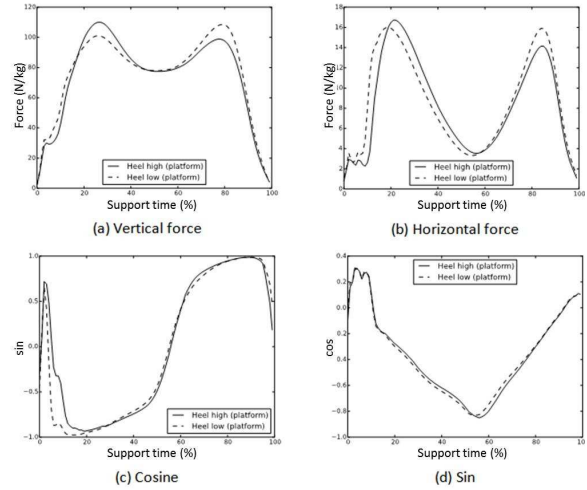 120
100
80
60
40
20
0
Force (N/kg)
0 20 40 60 80 100
Heel high (platform)
Heel low (platform)
Support time (%)
(a) Vertical force
18
16
14
12
10
8
6
4
2
0
Force (N/kg)
0 20 40 60 80 100
Heel high (platform)
Heel low (platform)
Support time (%)
(b) Horizontal force
1.0
0.5
0.0
−0.5
−1.0
sin
0 20 40 60 80 100
Heel high (platform)
Heel low (platform)
Support time (%)
(c) Cosine
0.4
0.2
0.0
−0.2
−0.4
−0.6
−0.8
−1.0
cos
0 20 40 60 80 100
Heel high (platform)
Heel low (platform)
Support time (%)
(d) Sin